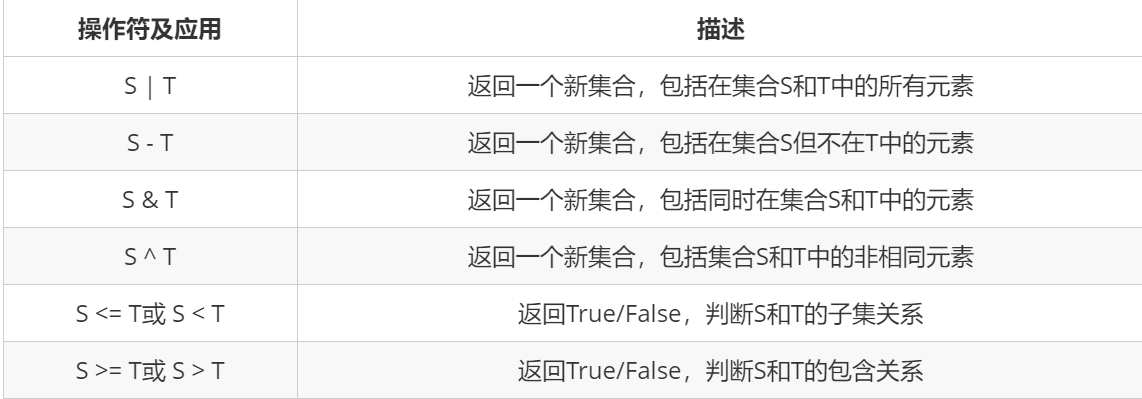 操作符及应用 描述
S | T 返回一个新集合，包括在集合S和T中的所有元素
S - T 返回一个新集合，包括在集合S但不在T中的元素
S & T 返回一个新集合，包括同时在集合S和T中的元素
S ^ T 返回一个新集合，包括集合S和T中的非相同元素
S <= T或 S < T 返回True/False，判断S和T的子集关系
S >= T或 S > T 返回True/False，判断S和T的包含关系